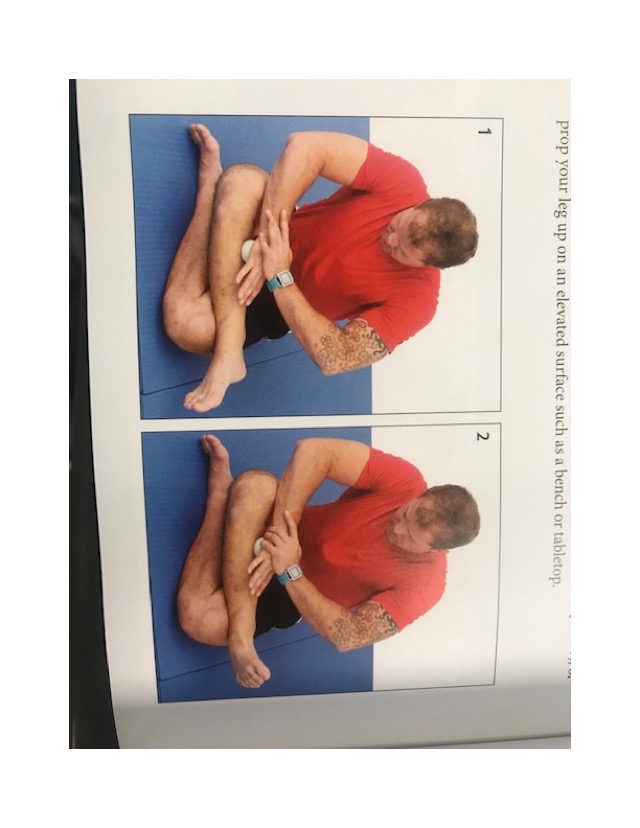 prop your leg up on an elevated surface such as a bench or tabletop.
1
2